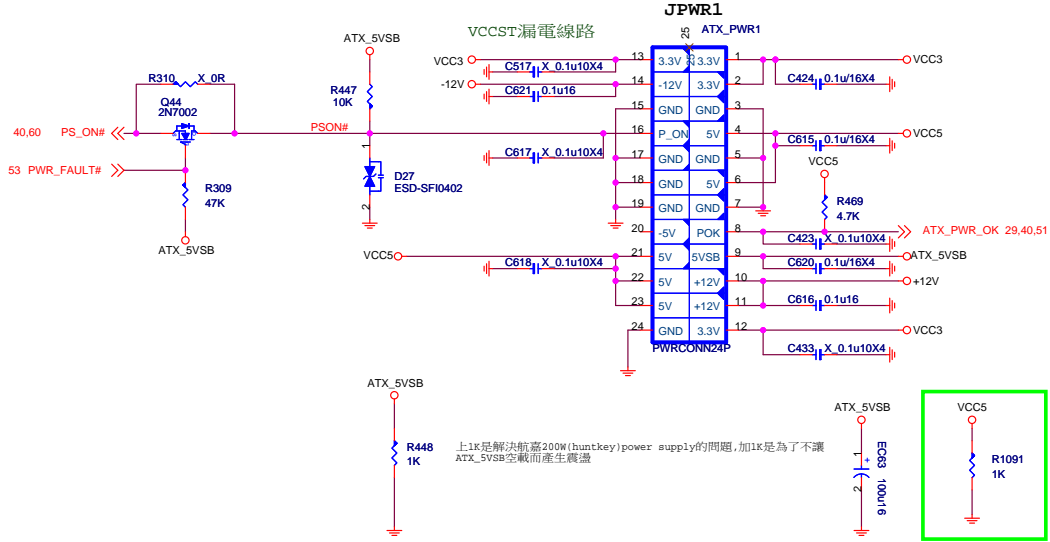 JPWR1
ATX_PWR1
VCCST漏電線路
25
25
ATX_5VSB
VCC3
C517 X_0.1u10X4
-12V
C621 0.1u16
R310 X_0R
Q44
2N7002
R447
10K
40,60 PS_ON#
PSON#
53 PWR_FAULT#
R309
47K
ATX_5VSB
1
D27
ESD-SFI0402
2
C617 X_0.1u10X4
VCC5
C618 X_0.1u10X4
13 3.3V 3.3V 1
14 -12V 3.3V 2
15 GND GND 3
16 P_ON 5V 4
17 GND GND 5
18 GND 5V 6
19 GND GND 7
20 -5V POK 8
21 5V 5VSB 9
22 5V +12V 10
23 5V +12V 11
24 GND 3.3V 12
PWRCONN24P
VCC3
C424 0.1u/16X4
VCC5
C615 0.1u/16X4
VCC5
R469
4.7K
ATX_PWR_OK 29,40,51
C423 X_0.1u10X4
ATX_5VSB
C620 0.1u/16X4
+12V
C616 0.1u16
VCC3
C433 X_0.1u10X4
ATX_5VSB
R448
1K
上1K是解決航嘉200W(huntkey)power supply的問題,加1K是為了不讓
ATX_5VSB空載而產生震盪
ATX_5VSB
1
+
2
EC63 100u16
VCC5
R1091
1K